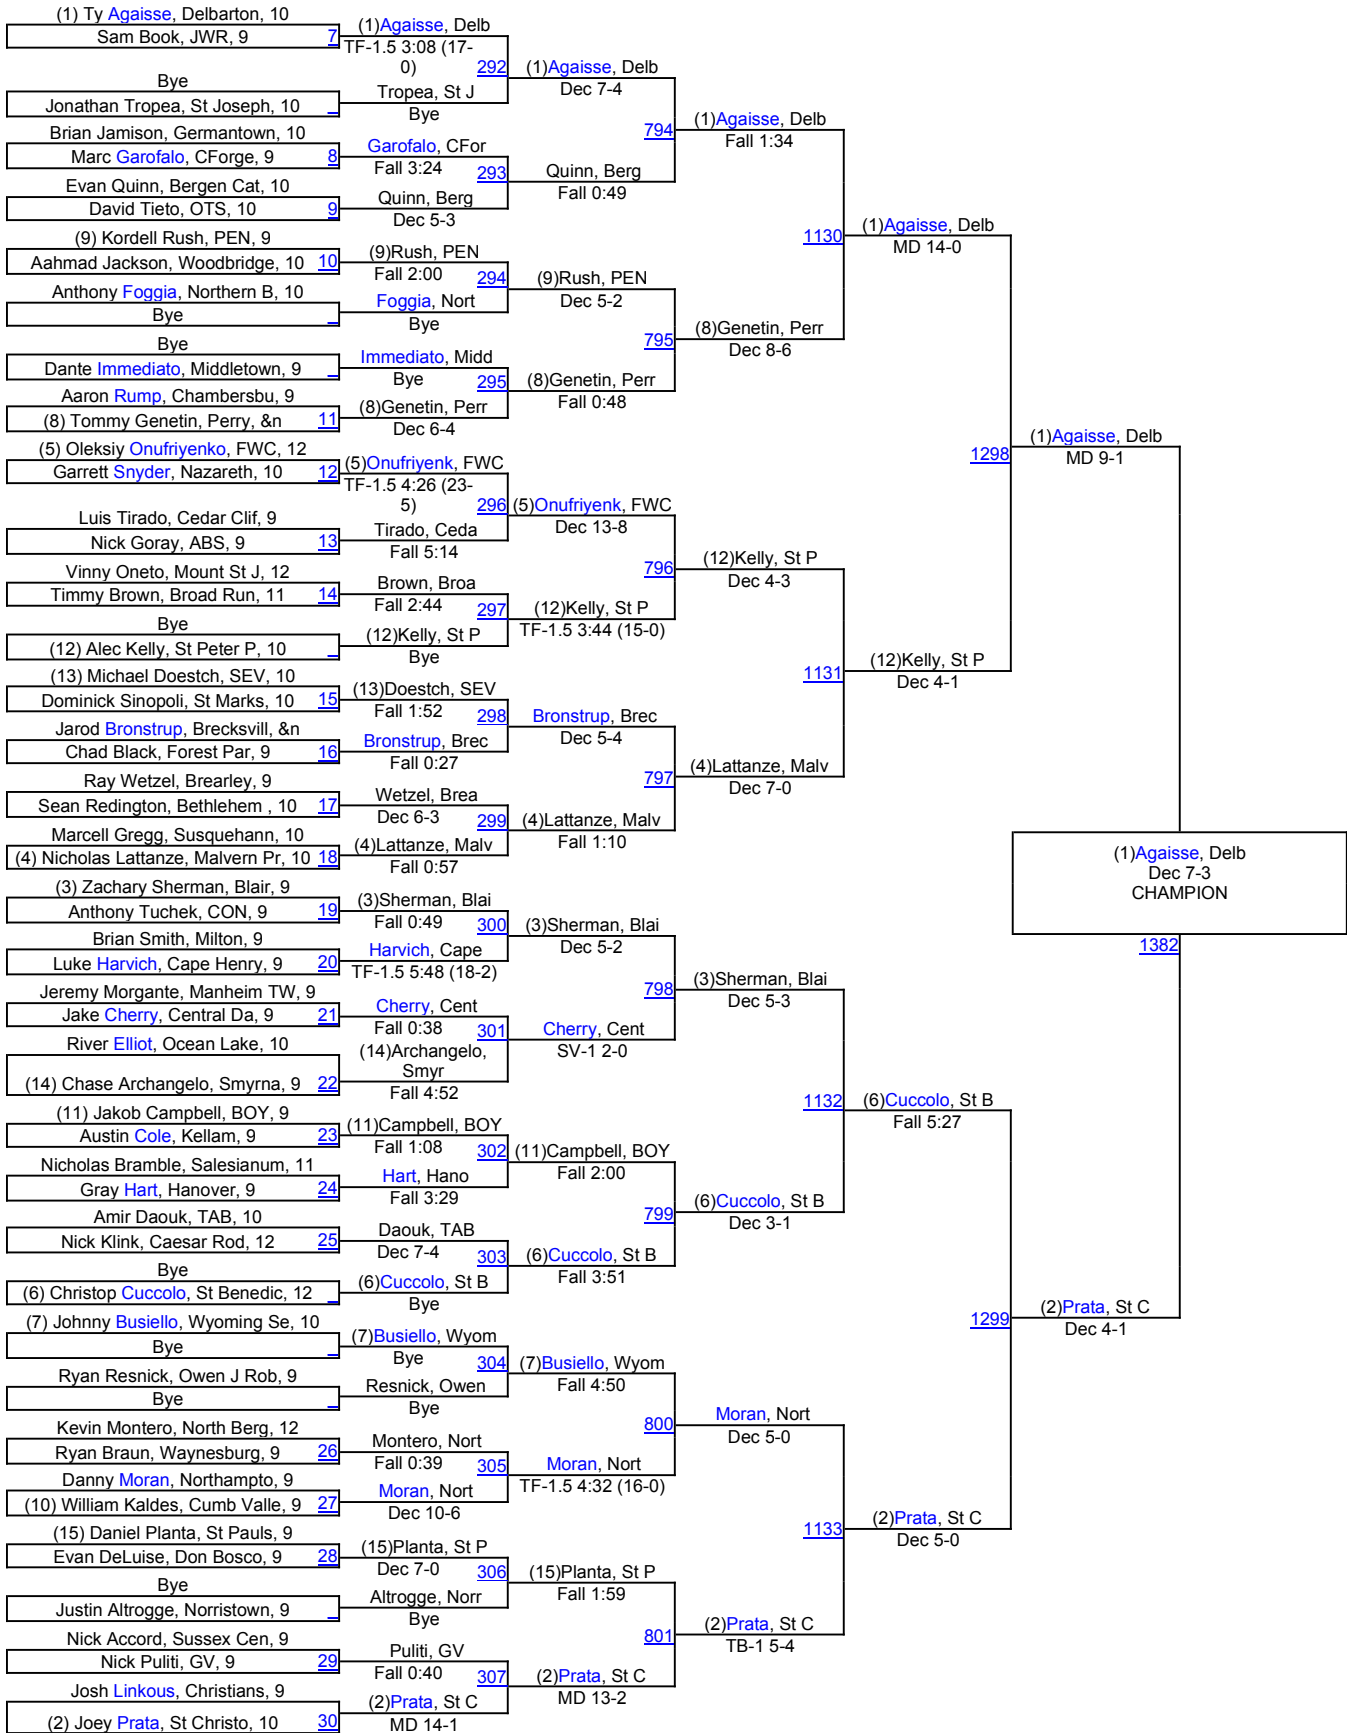 (1) Ty Agaisse, Delbarton, 10
Sam Book, JWR, 9 7
Bye
Jonathan Tropea, St Joseph, 10
Brian Jamison, Germantown, 10
Marc Garofalo, CForge, 9 8
Evan Quinn, Bergen Cat, 10
David Tieto, OTS, 10 9
(9) Kordell Rush, PEN, 9
Aahmad Jackson, Woodbridge, 10 10
Anthony Foggia, Northern B, 10
Bye
Bye
Dante Immediato, Middletown, 9
Aaron Rump, Chambersbu, 9
(8) Tommy Genetin, Perry, &n 11
(5) Oleksiy Onufriyenko, FWC, 12
Garrett Snyder, Nazareth, 10 12
Luis Tirado, Cedar Clif, 9
Nick Goray, ABS, 9 13
Vinny Oneto, Mount St J, 12
Timmy Brown, Broad Run, 11 14
Bye
(12) Alec Kelly, St Peter P, 10
(13) Michael Doestch, SEV, 10
Dominick Sinopoli, St Marks, 10 15
Jarod Bronstrup, Brecksvill, &n
Chad Black, Forest Par, 9 16
Ray Wetzel, Brearley, 9
Sean Redington, Bethlehem , 10 17
Marcell Gregg, Susquehann, 10
(4) Nicholas Lattanze, Malvern Pr, 10 18
(3) Zachary Sherman, Blair, 9
Anthony Tuchek, CON, 9 19
Brian Smith, Milton, 9
Luke Harvich, Cape Henry, 9 20
Jeremy Morgante, Manheim TW, 9
Jake Cherry, Central Da, 9 21
River Elliot, Ocean Lake, 10
(14) Chase Archangelo, Smyrna, 9 22
(11) Jakob Campbell, BOY, 9
Austin Cole, Kellam, 9 23
Nicholas Bramble, Salesianum, 11
Gray Hart, Hanover, 9 24
Amir Daouk, TAB, 10
Nick Klink, Caesar Rod, 12 25
Bye
(6) Christop Cuccolo, St Benedic, 12
(7) Johnny Busiello, Wyoming Se, 10
Bye
Ryan Resnick, Owen J Rob, 9
Bye
Kevin Montero, North Berg, 12
Ryan Braun, Waynesburg, 9 26
Danny Moran, Northampto, 9
(10) William Kaldes, Cumb Valle, 9 27
(15) Daniel Planta, St Pauls, 9
Evan DeLuise, Don Bosco, 9 28
Bye
Justin Altrogge, Norristown, 9
Nick Accord, Sussex Cen, 9
Nick Puliti, GV, 9 29
Josh Linkous, Christians, 9
(2) Joey Prata, St Christo, 10 30
(1)Agaisse, Delb
TF-1.5 3:08 (17-
0)
292
Tropea, St J
Bye
Garofalo, CFor
Fall 3:24
293
Quinn, Berg
Dec 5-3
(9)Rush, PEN
Fall 2:00
294
Foggia, Nort
Bye
Immediato, Midd
Bye
295
(8)Genetin, Perr
Dec 6-4
(5)Onufriyenk, FWC
TF-1.5 4:26 (23-
5)
296
Tirado, Ceda
Fall 5:14
Brown, Broa
Fall 2:44
297
(12)Kelly, St P
Bye
(13)Doestch, SEV
Fall 1:52
298
Bronstrup, Brec
Fall 0:27
Wetzel, Brea
Dec 6-3
299
(4)Lattanze, Malv
Fall 0:57
(3)Sherman, Blai
Fall 0:49
300
Harvich, Cape
TF-1.5 5:48 (18-2)
Cherry, Cent
Fall 0:38
301
(14)Archangelo,
Smyr
Fall 4:52
(11)Campbell, BOY
Fall 1:08
302
Hart, Hano
Fall 3:29
Daouk, TAB
Dec 7-4
303
(6)Cuccolo, St B
Bye
(7)Busiello, Wyom
Bye
304
Resnick, Owen
Bye
Montero, Nort
Fall 0:39
305
Moran, Nort
Dec 10-6
(15)Planta, St P
Dec 7-0
306
Altrogge, Norr
Bye
Puliti, GV
Fall 0:40
307
(2)Prata, St C
MD 14-1
(1)Agaisse, Delb
Dec 7-4
794
Quinn, Berg
Fall 0:49
(9)Rush, PEN
Dec 5-2
795
(8)Genetin, Perr
Fall 0:48
(5)Onufriyenk, FWC
Dec 13-8
796
(12)Kelly, St P
TF-1.5 3:44 (15-0)
Bronstrup, Brec
Dec 5-4
797
(4)Lattanze, Malv
Fall 1:10
(3)Sherman, Blai
Dec 5-2
798
Cherry, Cent
SV-1 2-0
(11)Campbell, BOY
Fall 2:00
799
(6)Cuccolo, St B
Fall 3:51
(7)Busiello, Wyom
Fall 4:50
800
Moran, Nort
TF-1.5 4:32 (16-0)
(15)Planta, St P
Fall 1:59
801
(2)Prata, St C
MD 13-2
(1)Agaisse, Delb
Fall 1:34
1130
(8)Genetin, Perr
Dec 8-6
(12)Kelly, St P
Dec 4-3
1131
(4)Lattanze, Malv
Dec 7-0
(3)Sherman, Blai
Dec 5-3
1132
(6)Cuccolo, St B
Dec 3-1
Moran, Nort
Dec 5-0
1133
(2)Prata, St C
TB-1 5-4
(1)Agaisse, Delb
MD 14-0
1298
(12)Kelly, St P
Dec 4-1
(6)Cuccolo, St B
Fall 5:27
1299
(2)Prata, St C
Dec 5-0
(1)Agaisse, Delb
MD 9-1
(1)Agaisse, Delb
Dec 7-3
CHAMPION
1382
(2)Prata, St C
Dec 4-1